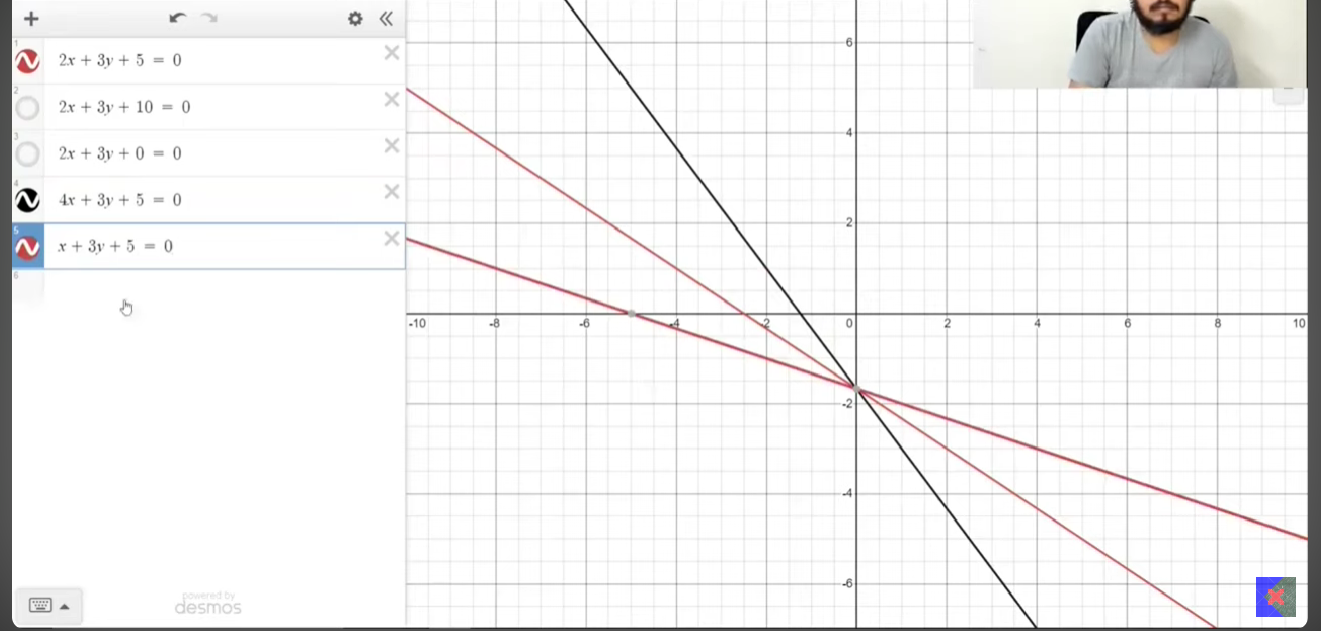 1
2x + 3y + 5 = 0
2
2x + 3y + 10 = 0
3
2x + 3y + 0 = 0
4
4x + 3y + 5 = 0
5
x + 3y + 5 = 0
6
powered by
desmos
6
4
2
-10 -8 -6 -4 -2 0 2 4 6 8 10
-2
-4
-6